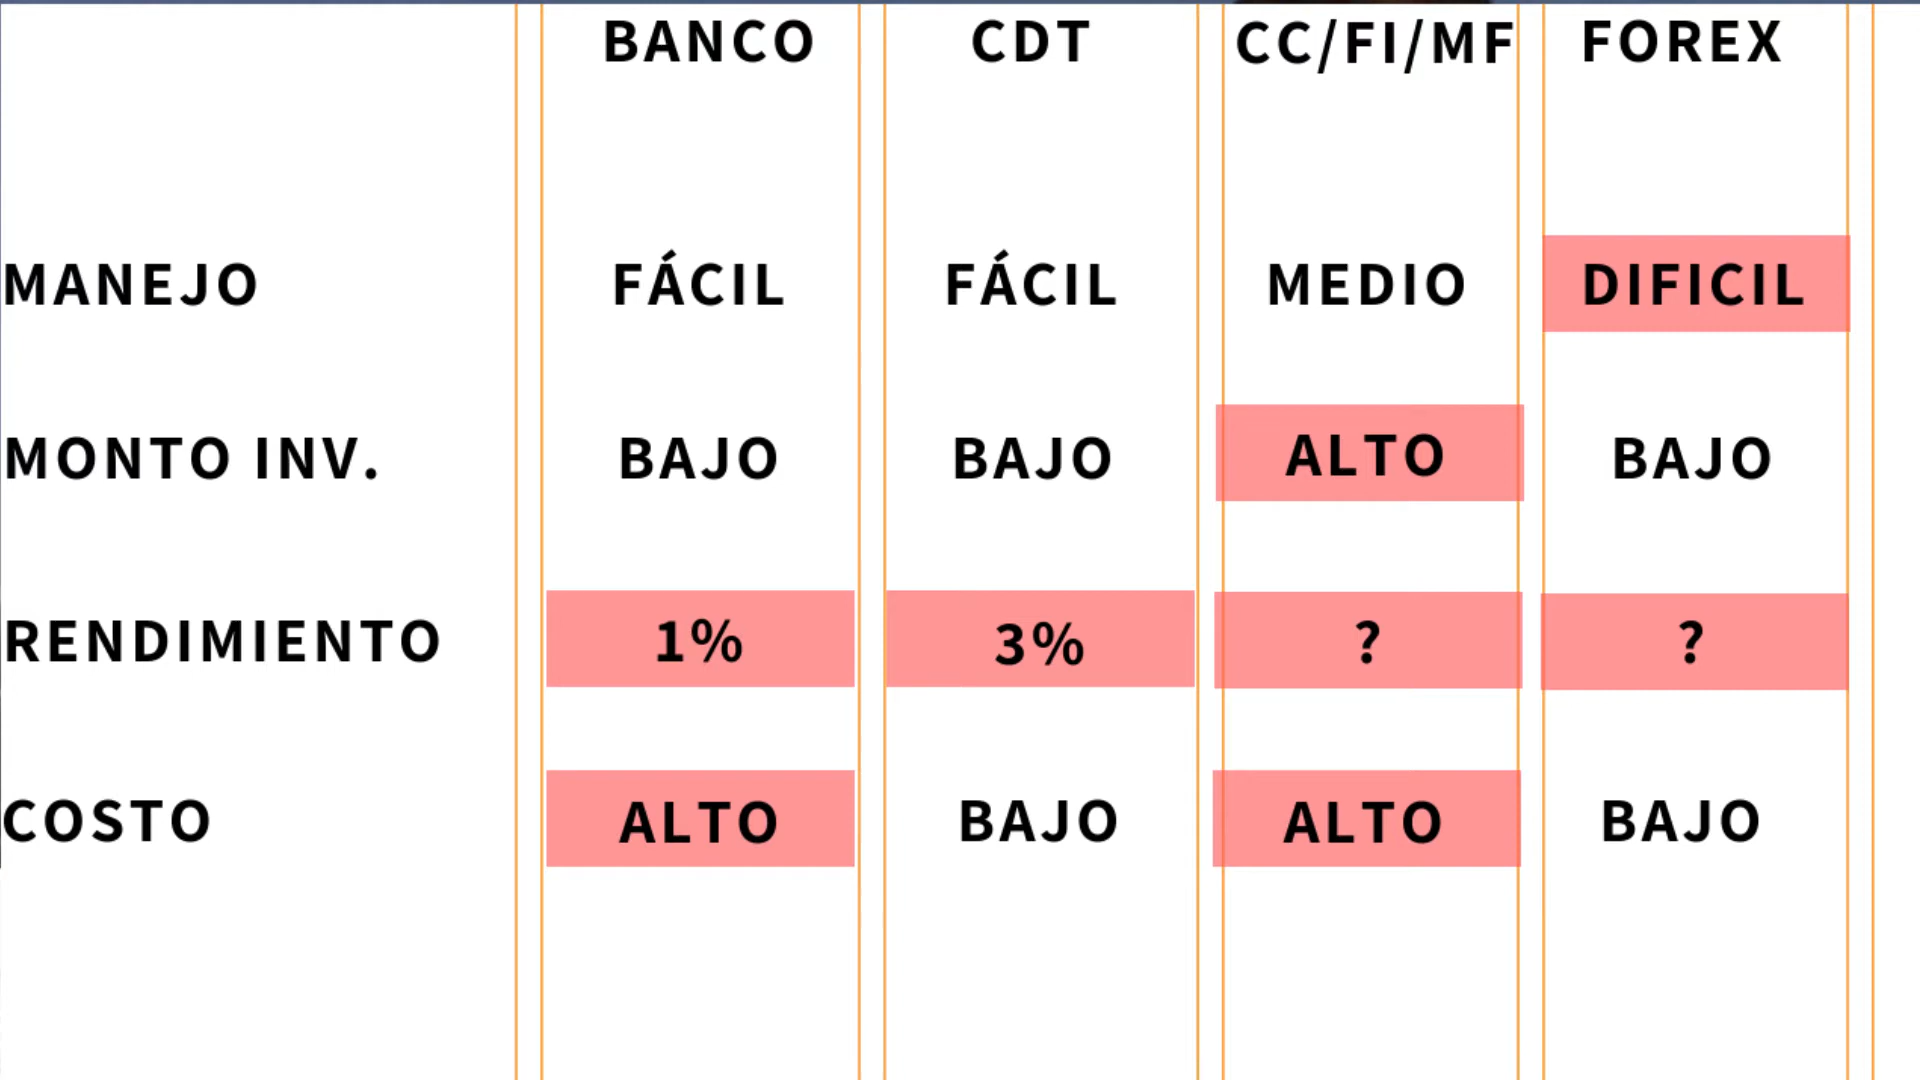 BANCO CDT CC/FI/MF FOREX
MANEJO FÁCIL FÁCIL MEDIO DIFICIL
MONTO INV. BAJO BAJO ALTO BAJO
RENDIMIENTO 1% 3% ? ?
COSTO ALTO BAJO ALTO BAJO